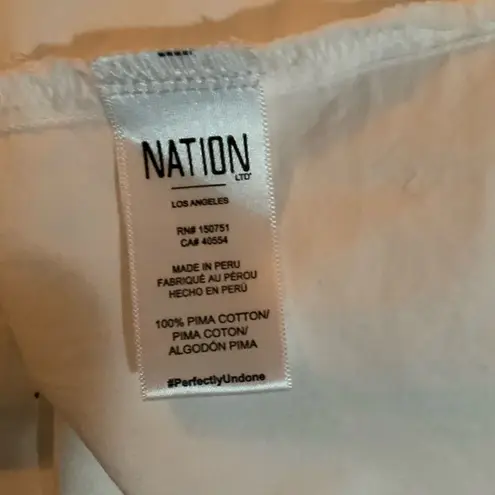 NATION
LTD
LOS ANGELES
RN# 150751
CA# 40554
MADE IN PERU
FABRIQUÉ AU PÉROU
HECHO EN PERÚ
100% PIMA COTTON/
PIMA COTON/
ALGODÓN PIMA
#PerfectlyUndone